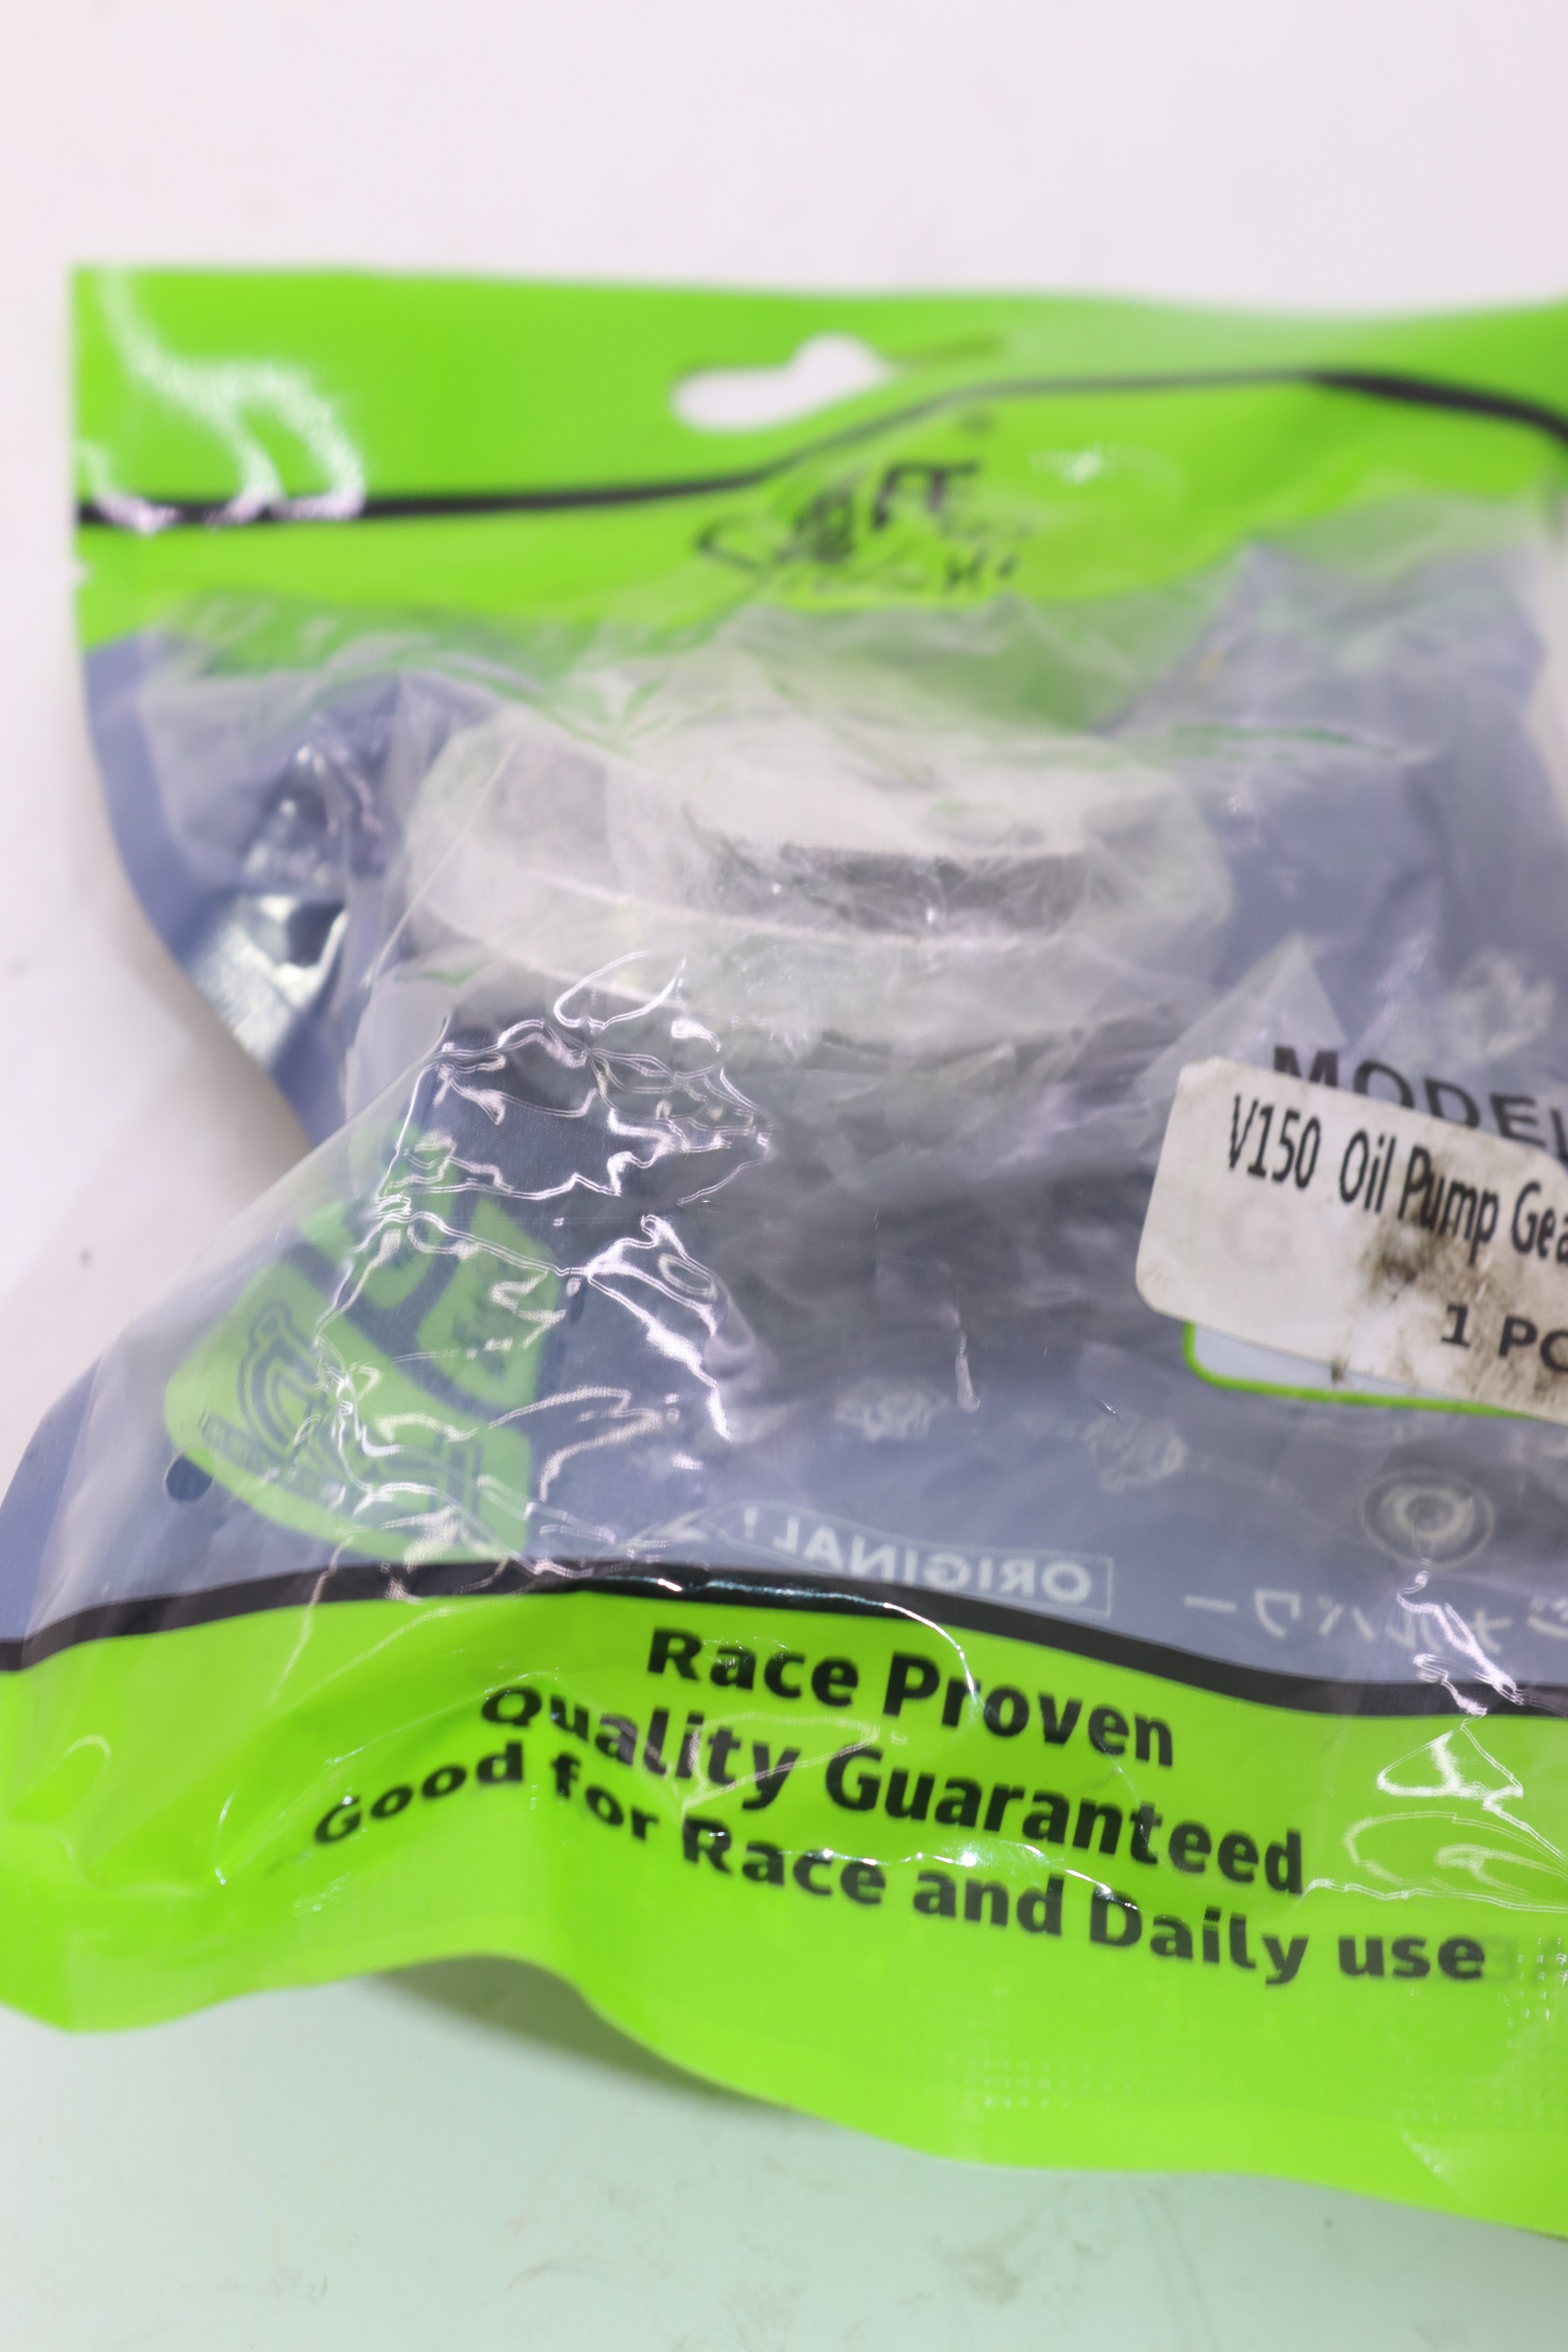 MODEL
V150 Oil Pump Gea
1 PC
ORIGINAL!
Race Proven
Quality Guaranteed
Good for Race and Daily use